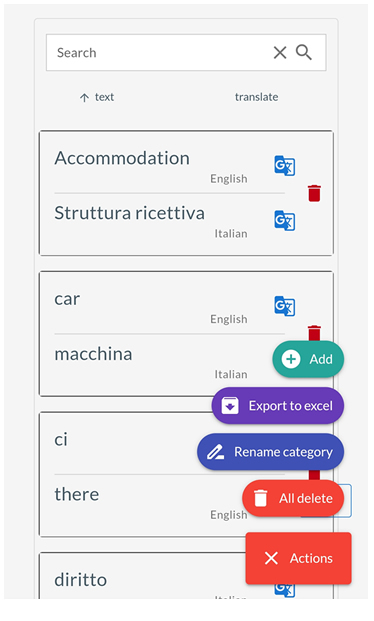 Search
text translate
Accommodation
English
Struttura ricettiva
Italian
car
English
macchina
Italian
Add
Export to excel
ci
Rename category
there
All delete
English
Actions
diritto